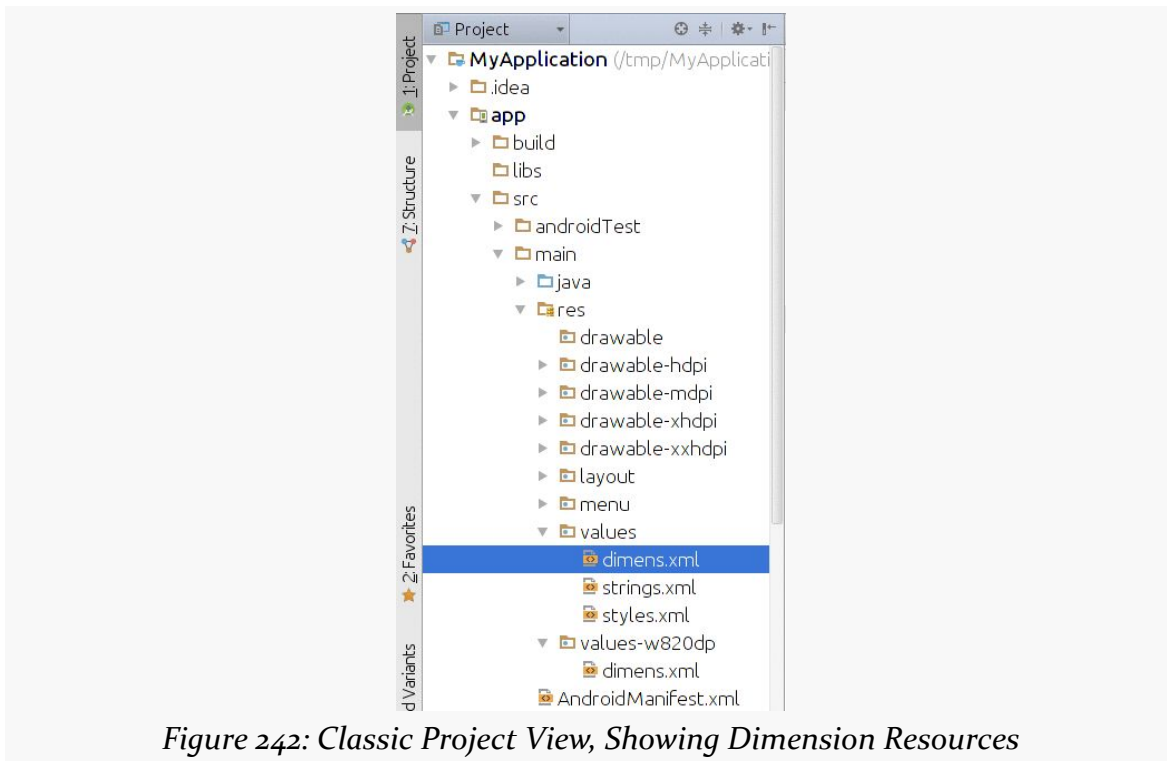 Project
MyApplication (/tmp/MyApplicati
.idea
app
build
libs
src
androidTest
main
java
res
drawable
drawable-hdpi
drawable-mdpi
drawable-xhdpi
drawable-xxhdpi
layout
menu
values
dimens.xml
strings.xml
styles.xml
values-w820dp
dimens.xml
AndroidManifest.xml
1: Project
7: Structure
2: Favorites
d Variants
Figure 242: Classic Project View, Showing Dimension Resources